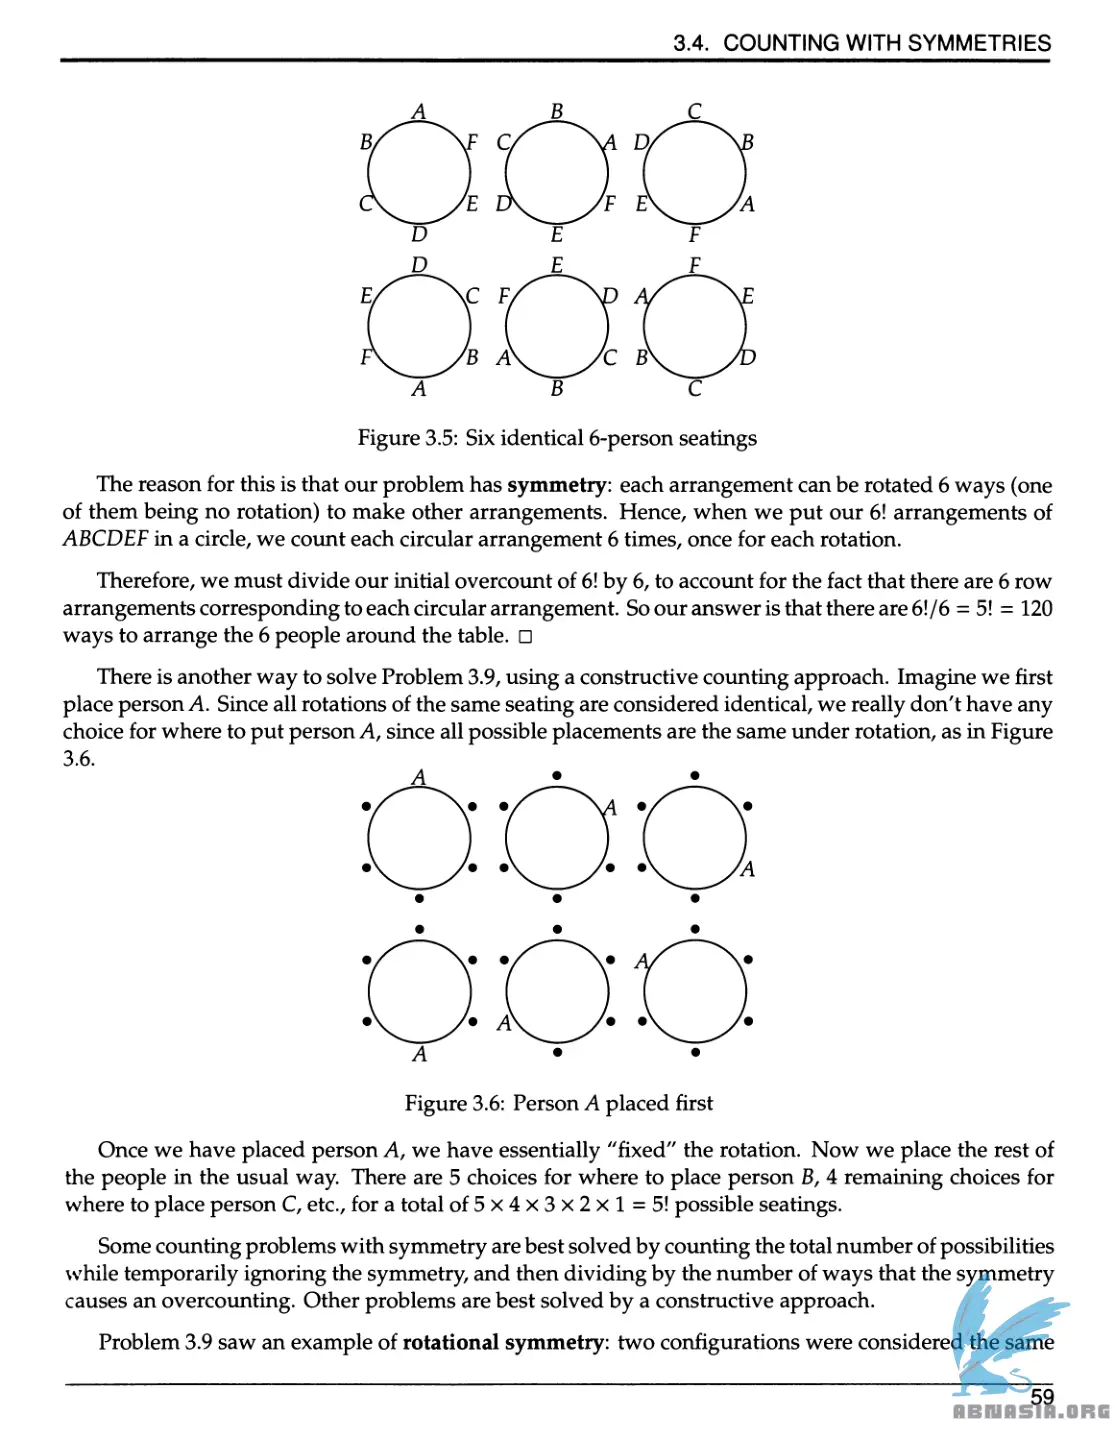 3.4. COUNTING WITH SYMMETRIES
A B C
B F C A D B
C E D F E A
D E F
D E F
E C F D A E
F B A C B D
A B C
Figure 3.5: Six identical 6-person seatings
The reason for this is that our problem has symmetry: each arrangement can be rotated 6 ways (one
of them being no rotation) to make other arrangements. Hence, when we put our 6! arrangements of
ABCDEF in a circle, we count each circular arrangement 6 times, once for each rotation.
Therefore, we must divide our initial overcount of 6! by 6, to account for the fact that there are 6 row
arrangements corresponding to each circular arrangement. So our answer is that there are 6!/6 = 5! = 120
ways to arrange the 6 people around the table. □
There is another way to solve Problem 3.9, using a constructive counting approach. Imagine we first
place person A. Since all rotations of the same seating are considered identical, we really don't have any
choice for where to put person A, since all possible placements are the same under rotation, as in Figure
3.6.
A
A
A
A
A
A
Figure 3.6: Person A placed first
Once we have placed person A, we have essentially "fixed" the rotation. Now we place the rest of
the people in the usual way. There are 5 choices for where to place person B, 4 remaining choices for
where to place person C, etc., for a total of 5 × 4 × 3 × 2 × 1 = 5! possible seatings.
Some counting problems with symmetry are best solved by counting the total number of possibilities
while temporarily ignoring the symmetry, and then dividing by the number of ways that the symmetry
causes an overcounting. Other problems are best solved by a constructive approach.
Problem 3.9 saw an example of rotational symmetry: two configurations were considered the same
59
ABNASIA.ORG